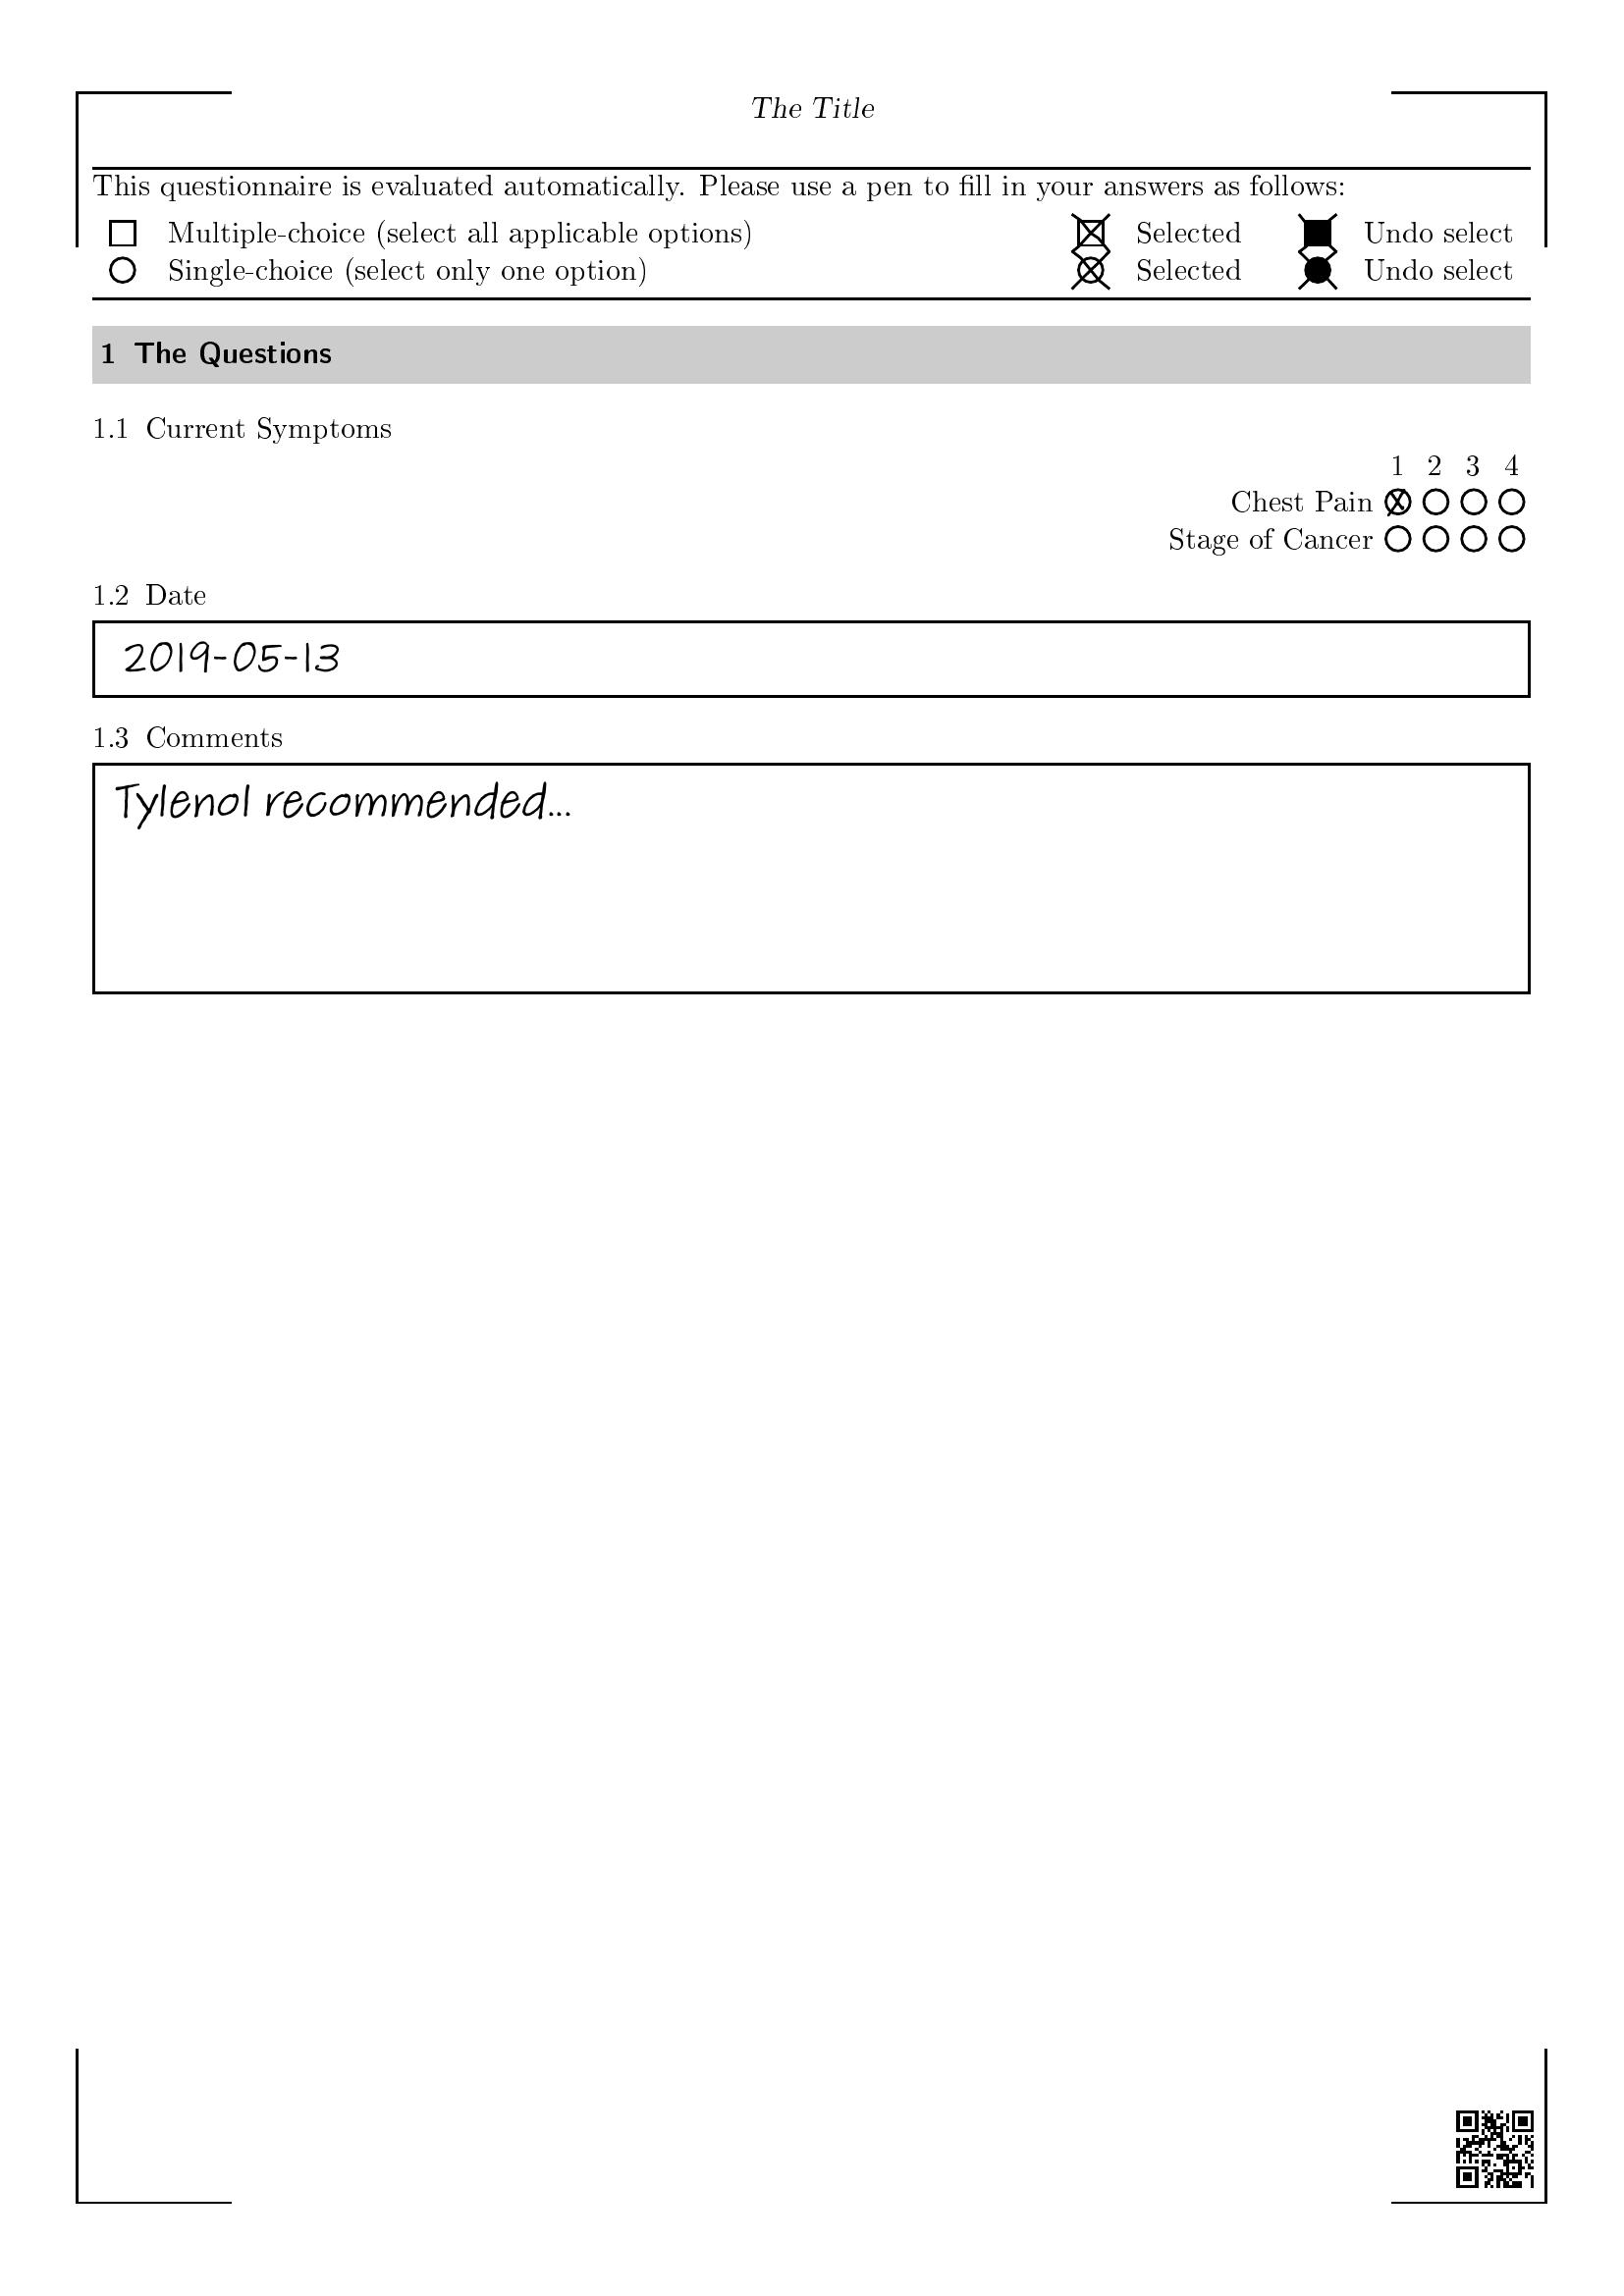 The Title
This questionnaire is evaluated automatically. Please use a pen to fill in your answers as follows:
Multiple-choice (select all applicable options) Selected Undo select
Single-choice (select only one option) Selected Undo select
1 The Questions
1.1 Current Symptoms
1 2 3 4
Chest Pain
Stage of Cancer
1.2 Date
2019-05-13
1.3 Comments
Tylenol recommended...